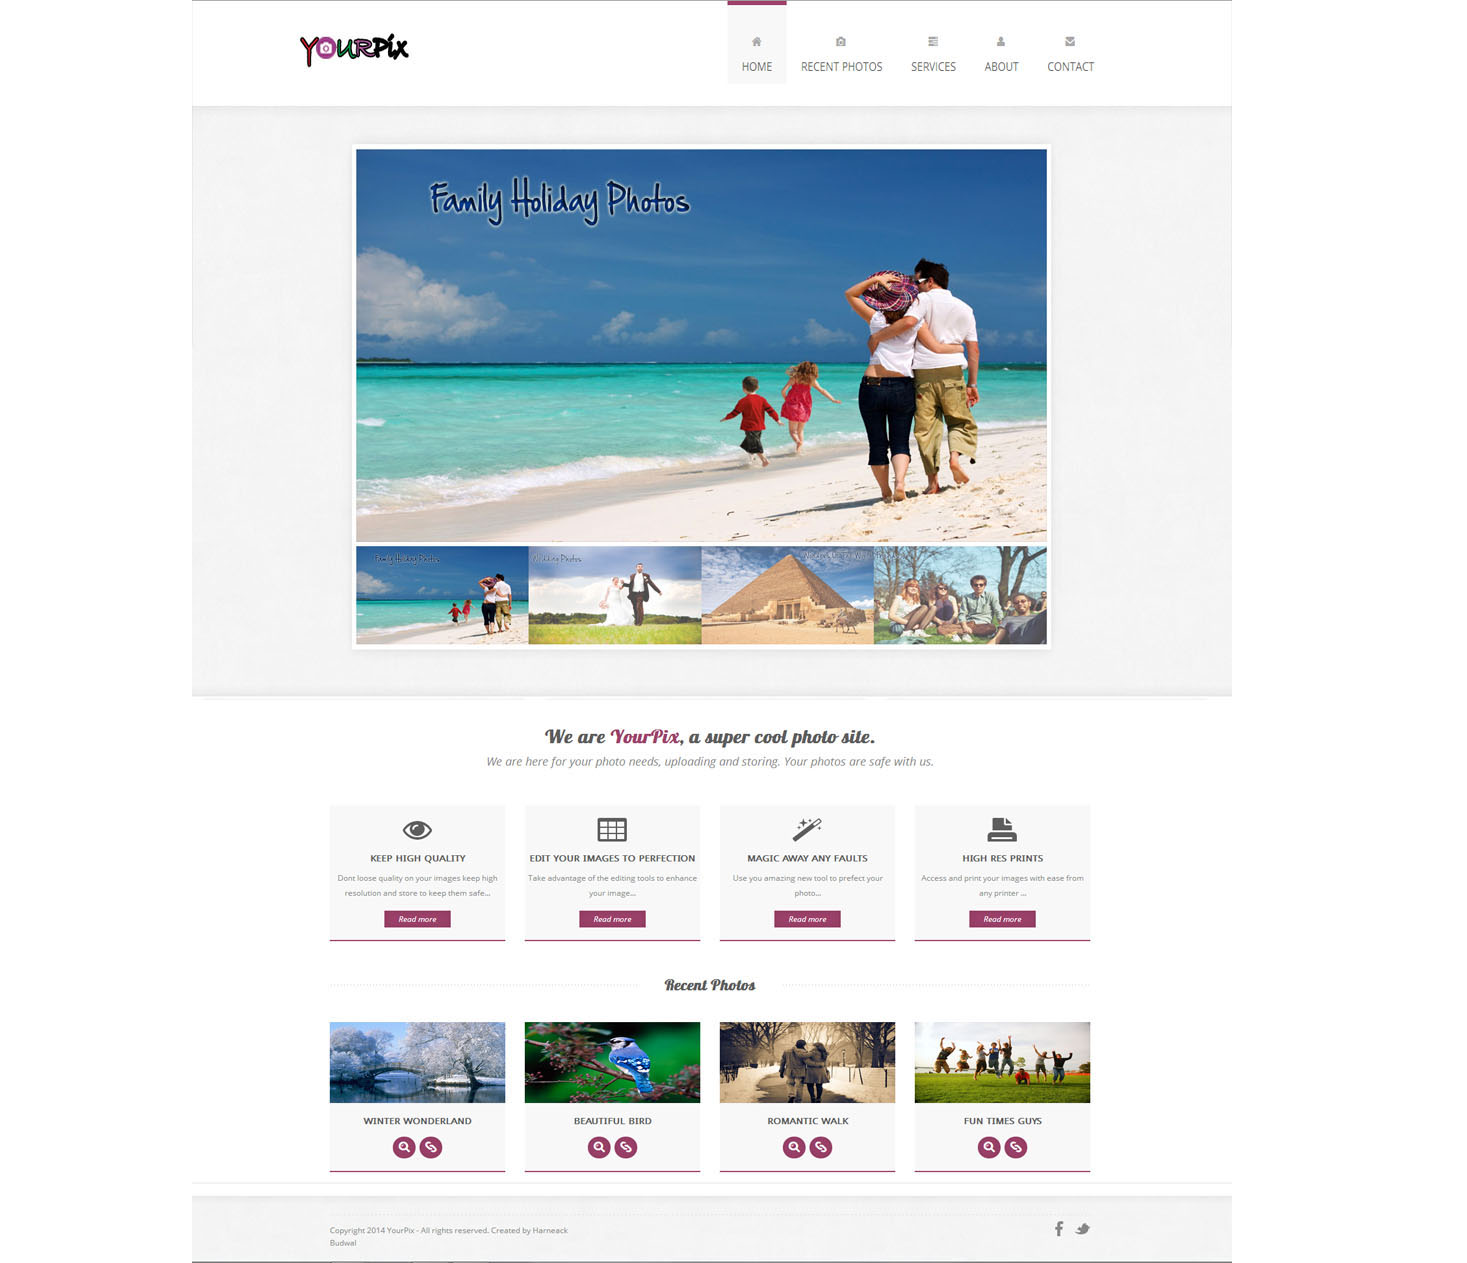 YOURPix
HOME RECENT PHOTOS SERVICES ABOUT CONTACT
Family Holiday Photos
Family Holiday Photos
Wedding Photos
We are YourPix, a super cool photo site.
We are here for your photo needs, uploading and storing. Your photos are safe with us.
KEEP HIGH QUALITY
Dont loose quality on your images keep high
resolution and store to keep them safe...
Read more
EDIT YOUR IMAGES TO PERFECTION
Take advantage of the editing tools to enhance
your image...
Read more
MAGIC AWAY ANY FAULTS
Use you amazing new tool to prefect your
photo...
Read more
HIGH RES PRINTS
Access and print your images with ease from
any printer ...
Read more
Recent Photos
WINTER WONDERLAND
BEAUTIFUL BIRD
ROMANTIC WALK
FUN TIMES GUYS
Copyright 2014 YourPix - All rights reserved. Created by Harneack
Budwal